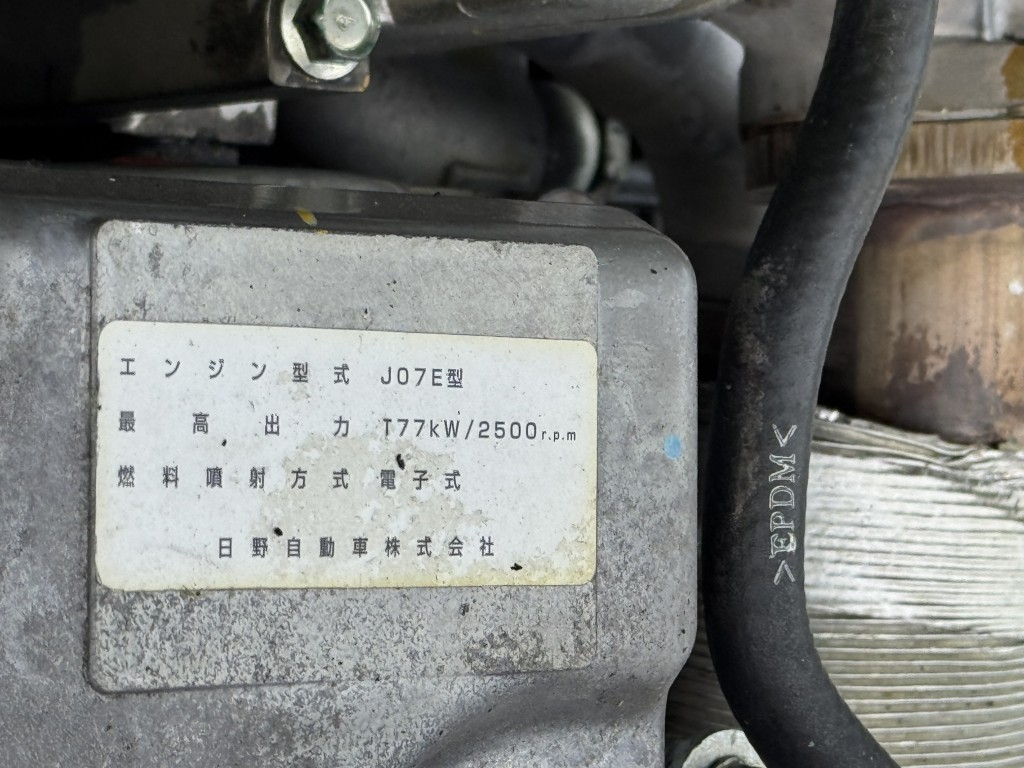 エンジン型式 J07E型
最高出力 177kW/2500r.p.m
燃料噴射方式 電子式
日野自動車株式会社
>EPDM<